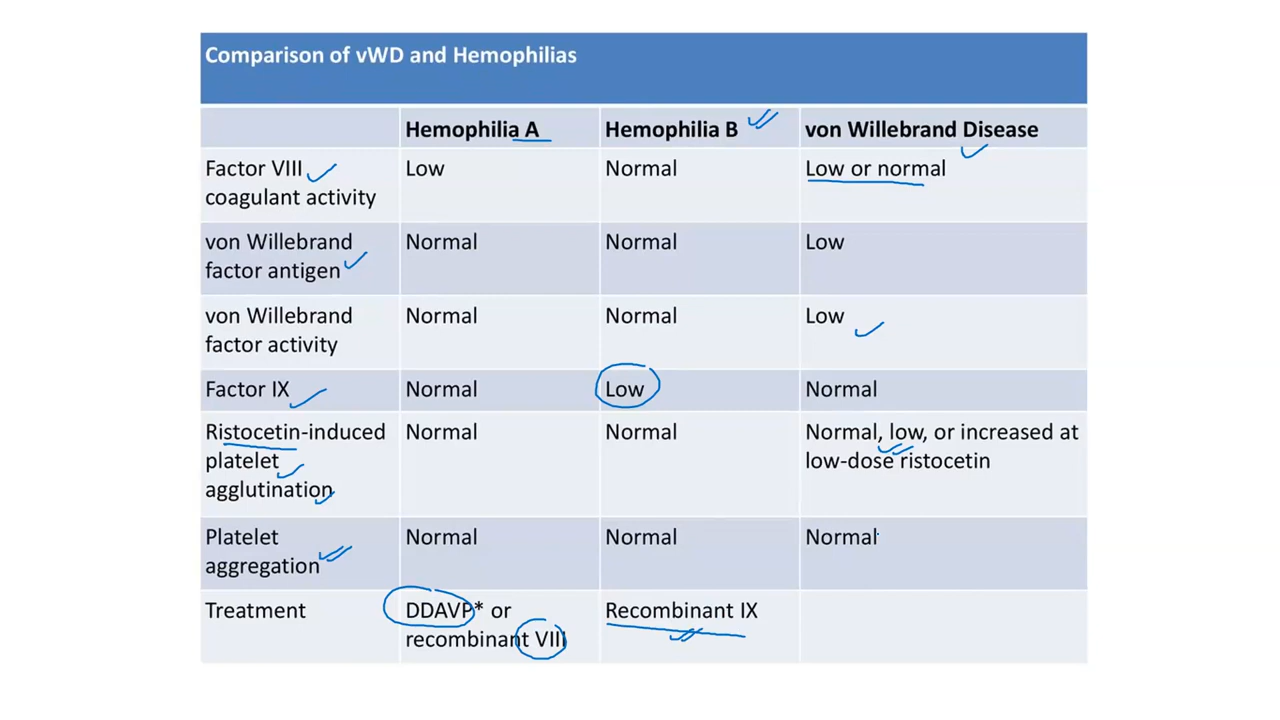 Comparison of vWD and Hemophilias
Hemophilia A Hemophilia B von Willebrand Disease
Factor VIII coagulant activity Low Normal Low or normal
von Willebrand factor antigen Normal Normal Low
von Willebrand factor activity Normal Normal Low
Factor IX Normal Low Normal
Ristocetin-induced platelet agglutination Normal Normal Normal, low, or increased at low-dose ristocetin
Platelet aggregation Normal Normal Normal
Treatment DDAVP* or recombinant VIII Recombinant IX